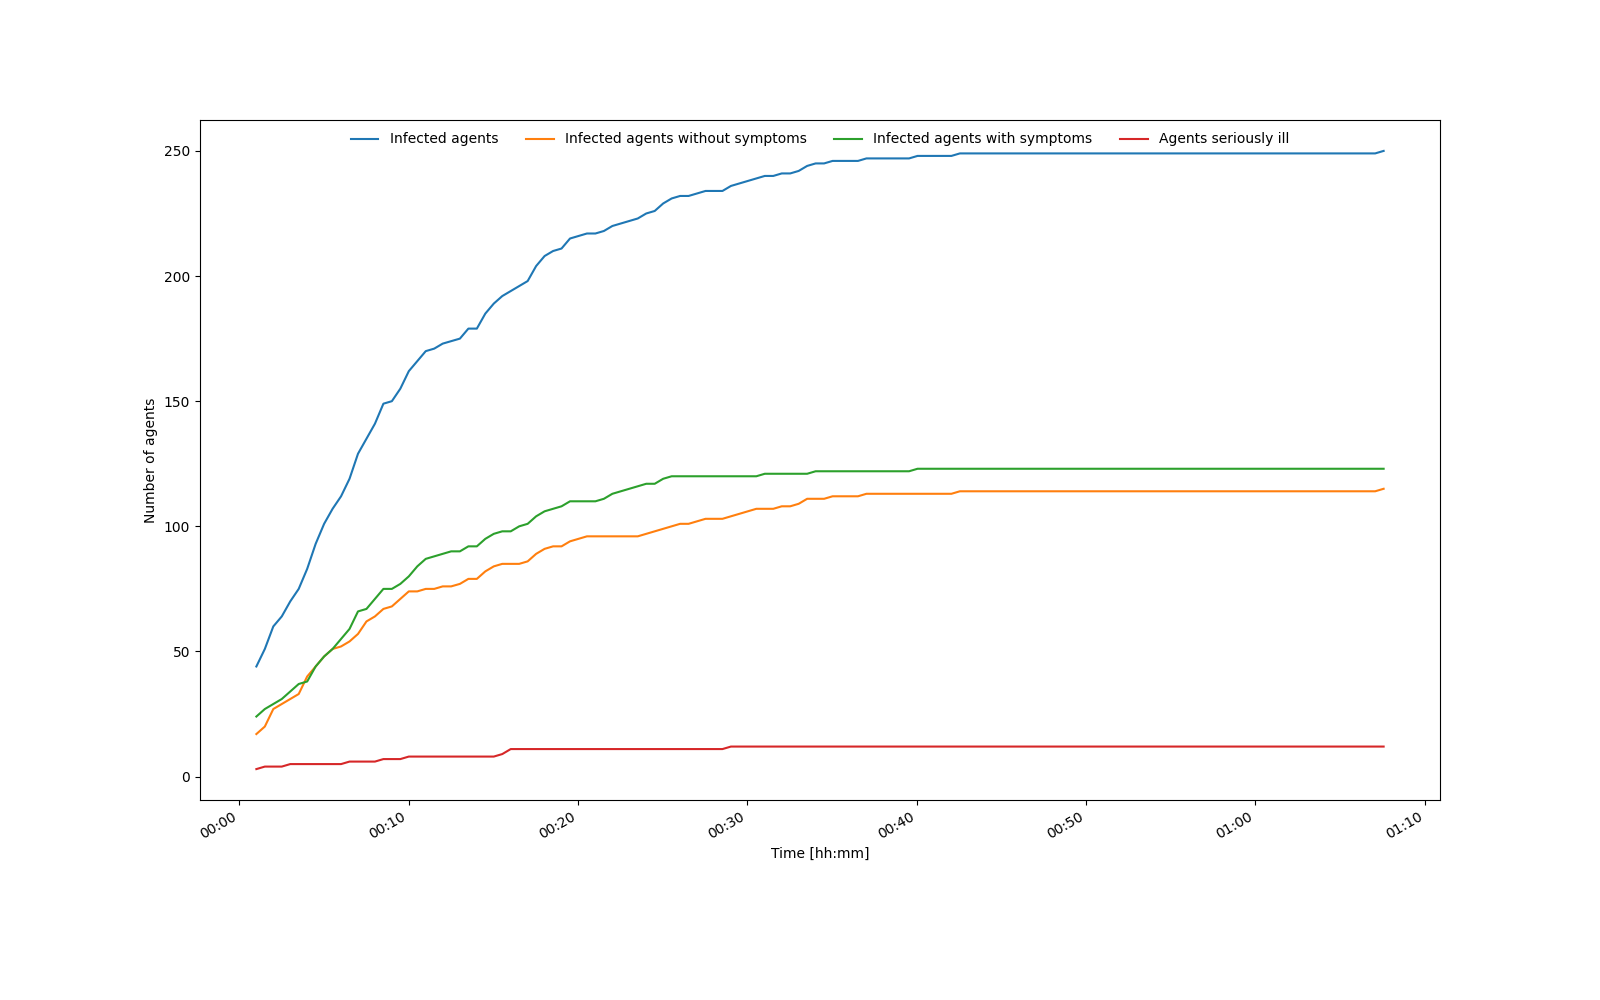 Infected agents Infected agents without symptoms Infected agents with symptoms Agents seriously ill
250
200
150
100
50
0
Number of agents
00:00 00:10 00:20 00:30 00:40 00:50 01:00 01:10
Time [hh:mm]